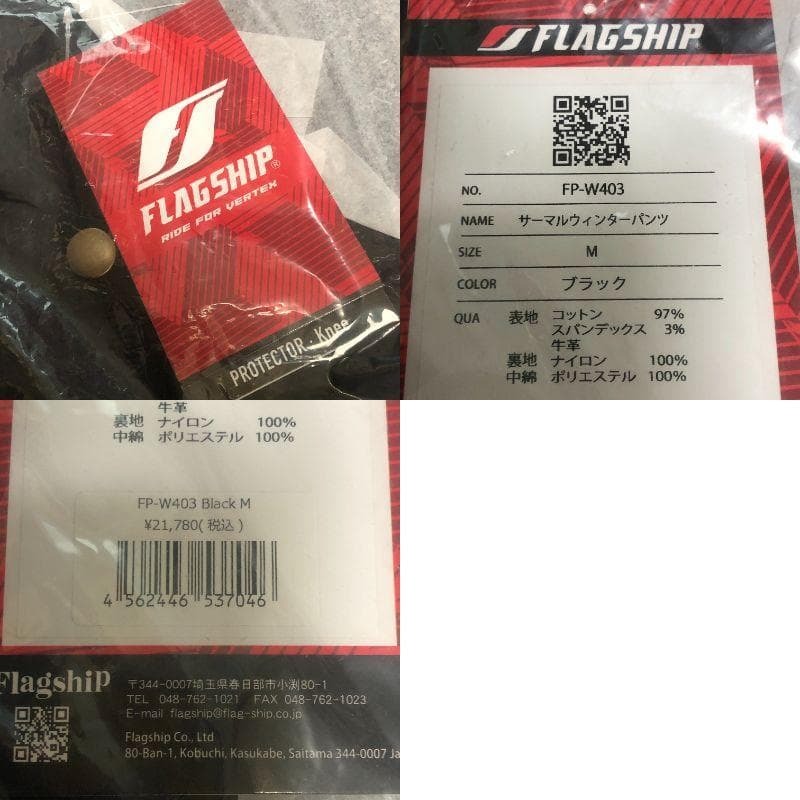 FLAGSHIP®
RIDE FOR VERTEX
PROTECTOR : Knee
FLAGSHIP
NO. FP-W403
NAME サーマルウィンターパンツ
SIZE M
COLOR ブラック
QUA 表地 コットン 97%
スパンデックス 3%
牛革
裏地 ナイロン 100%
中綿 ポリエステル 100%
牛革
裏地 ナイロン 100%
中綿 ポリエステル 100%
FP-W403 Black M
¥21,780(税込)
4 562446 537046
Flagship
〒344-0007埼玉県春日部市小渕80-1
TEL 048-762-1021 FAX 048-762-1023
E-mail flagship@flag-ship.co.jp
Flagship Co., Ltd
80-Ban-1, Kobuchi, Kasukabe, Saitama 344-0007 Ja